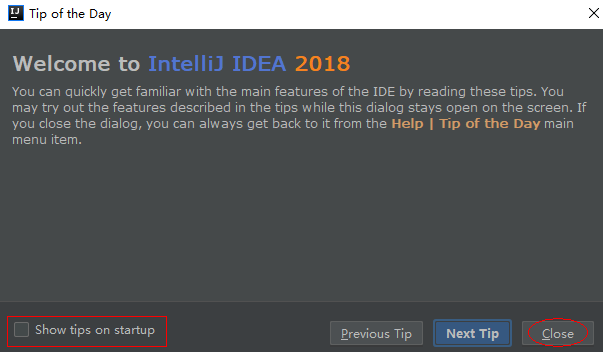 IJ Tip of the Day
Welcome to IntelliJ IDEA 2018
You can quickly get familiar with the main features of the IDE by reading these tips. You
may try out the features described in the tips while this dialog stays open on the screen. If
you close the dialog, you can always get back to it from the Help | Tip of the Day main
menu item.
Show tips on startup
Previous Tip
Next Tip
Close